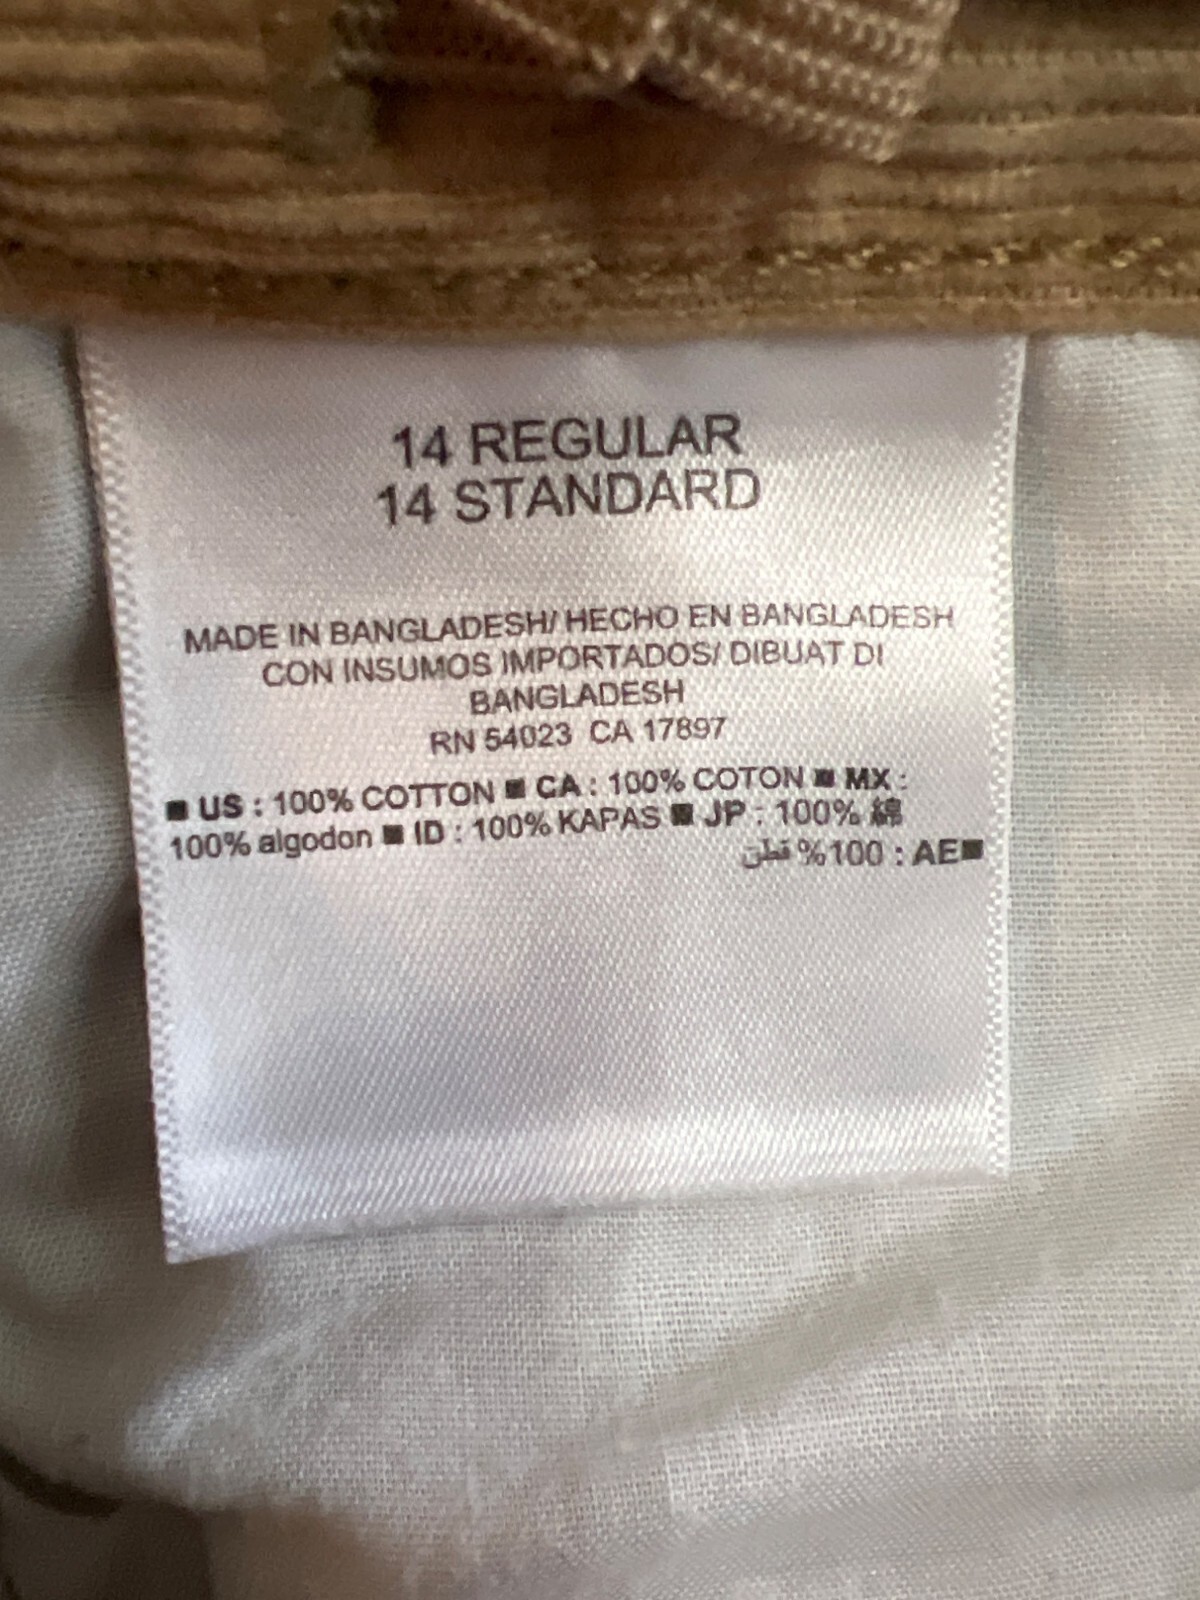 14 REGULAR
14 STANDARD
MADE IN BANGLADESH/ HECHO EN BANGLADESH
CON INSUMOS IMPORTADOS/ DIBUAT DI
BANGLADESH
RN 54023 CA 17897
■ US : 100% COTTON ■ CA : 100% COTON ■ MX :
100% algodon ■ ID : 100% KAPAS ■ JP : 100% 綿
■AE : 100% قطن